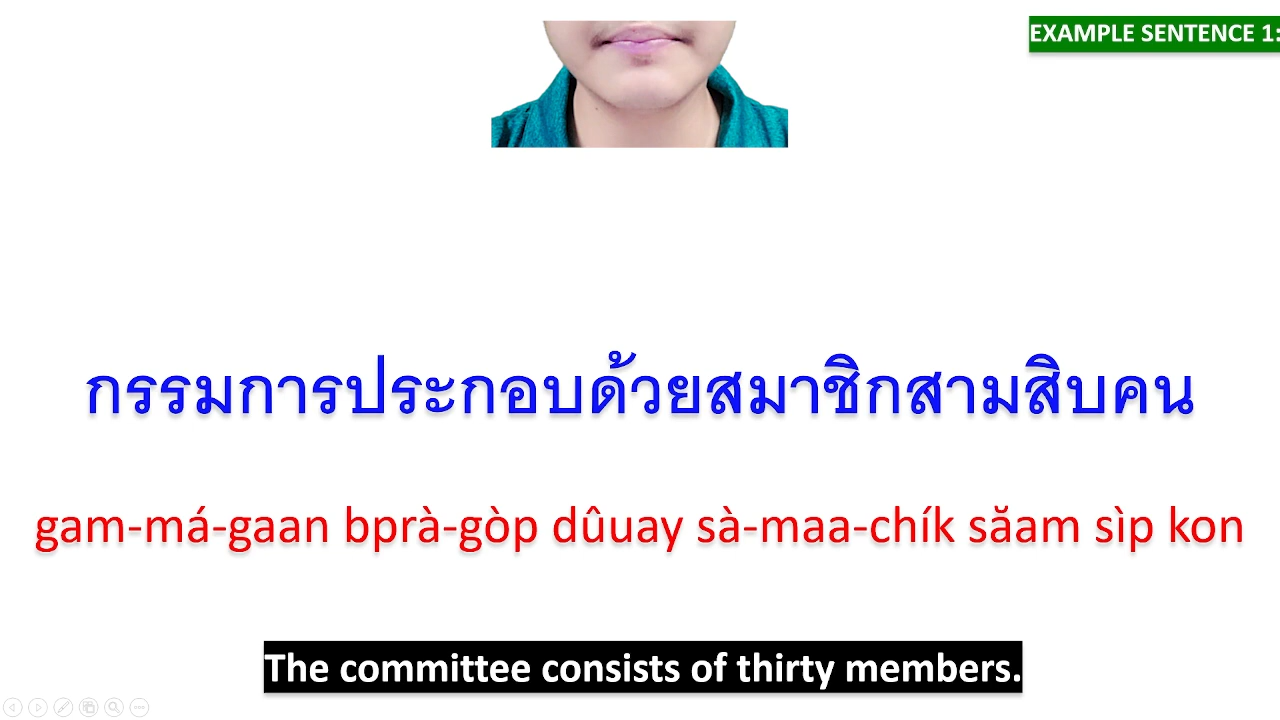 EXAMPLE SENTENCE 1:
กรรมการประกอบด้วยสมาชิกสามสิบคน
gam-má-gaan bprà-gòp dûuay sà-maa-chík săam sìp kon
The committee consists of thirty members.